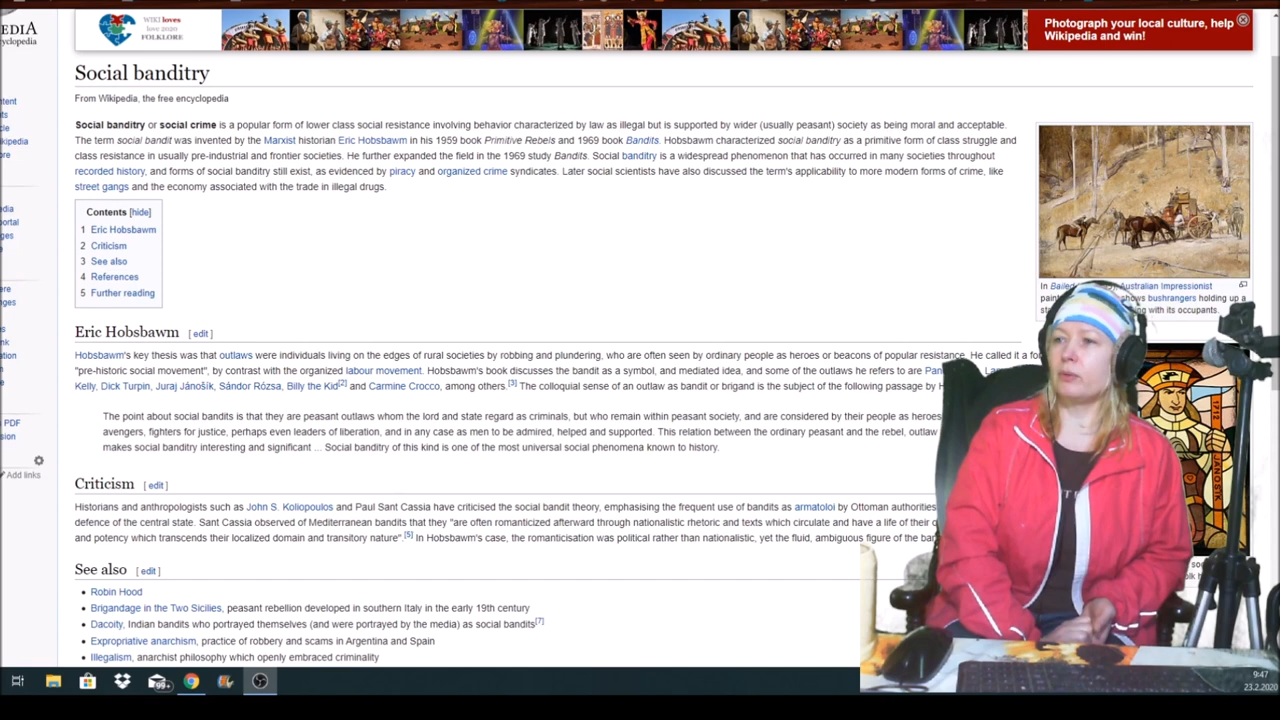 EDIA
cyclopedia
WIKI loves
love 2020
FOLKLORE
Photograph your local culture, help
Wikipedia and win!
Social banditry
From Wikipedia, the free encyclopedia
Social banditry or social crime is a popular form of lower class social resistance involving behavior characterized by law as illegal but is supported by wider (usually peasant) society as being moral and acceptable.
The term social bandit was invented by the Marxist historian Eric Hobsbawm in his 1959 book Primitive Rebels and 1969 book Bandits. Hobsbawm characterized social banditry as a primitive form of class struggle and
class resistance in usually pre-industrial and frontier societies. He further expanded the field in the 1969 study Bandits. Social banditry is a widespread phenomenon that has occurred in many societies throughout
recorded history, and forms of social banditry still exist, as evidenced by piracy and organized crime syndicates. Later social scientists have also discussed the term's applicability to more modern forms of crime, like
street gangs and the economy associated with the trade in illegal drugs.
Contents [hide]
1 Eric Hobsbawm
2 Criticism
3 See also
4 References
5 Further reading
In Bailed Australian Impressionist
shows bushrangers holding up a
with its occupants.
Eric Hobsbawm [ edit ]
Hobsbawm's key thesis was that outlaws were individuals living on the edges of rural societies by robbing and plundering, who are often seen by ordinary people as heroes or beacons of popular resistance. He called it a
"pre-historic social movement", by contrast with the organized labour movement. Hobsbawm's book discusses the bandit as a symbol, and mediated idea, and some of the outlaws he refers to are
Kelly, Dick Turpin, Juraj Jánošík, Sándor Rózsa, Billy the Kid[2] and Carmine Crocco, among others.[3] The colloquial sense of an outlaw as bandit or brigand is the subject of the following passage by H
The point about social bandits is that they are peasant outlaws whom the lord and state regard as criminals, but who remain within peasant society, and are considered by their people as heroes
avengers, fighters for justice, perhaps even leaders of liberation, and in any case as men to be admired, helped and supported. This relation between the ordinary peasant and the rebel, outlaw
makes social banditry interesting and significant ... Social banditry of this kind is one of the most universal social phenomena known to history.
1712
JANOSIK
Criticism [ edit ]
Historians and anthropologists such as John S. Koliopoulos and Paul Sant Cassia have criticised the social bandit theory, emphasising the frequent use of bandits as armatoloi by Ottoman authorities
defence of the central state. Sant Cassia observed of Mediterranean bandits that they "are often romanticized afterward through nationalistic rhetoric and texts which circulate and have a life of their
and potency which transcends their localized domain and transitory nature".[5] In Hobsbawm's case, the romanticisation was political rather than nationalistic, yet the fluid, ambiguous figure of the
See also [ edit ]
Robin Hood
Brigandage in the Two Sicilies, peasant rebellion developed in southern Italy in the early 19th century
Dacoity, Indian bandits who portrayed themselves (and were portrayed by the media) as social bandits[7]
Expropriative anarchism, practice of robbery and scams in Argentina and Spain
Illegalism, anarchist philosophy which openly embraced criminality
PDF
Add links
99+
9:47
23.2.2020